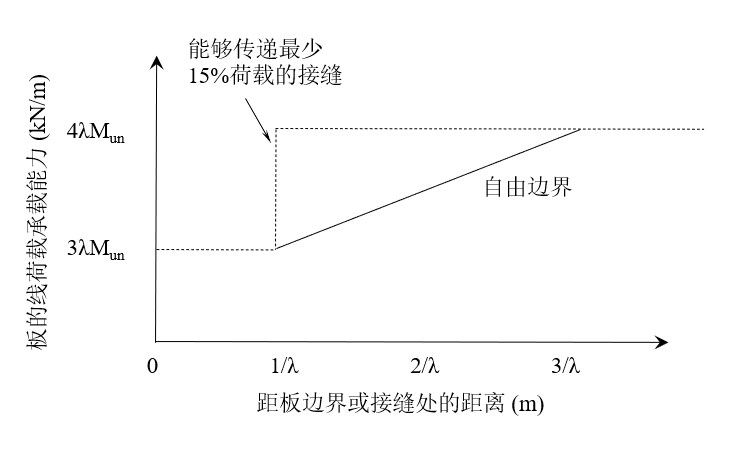 能够传递最少
15%荷载的接缝
板的线荷载承载能力 (kN/m)
4λMun
自由边界
3λMun
0
1/λ
2/λ
3/λ
距板边界或接缝处的距离 (m)